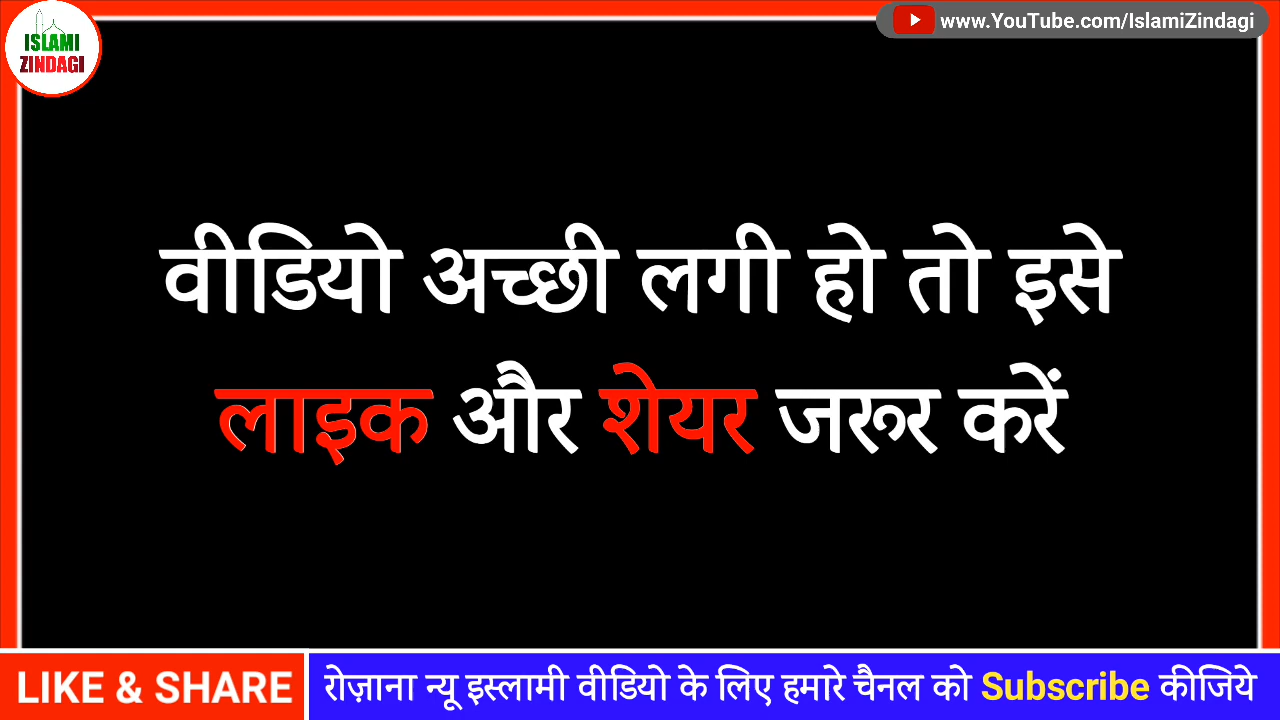 ISLAMI
ZINDAGI
www.YouTube.com/IslamiZindagi
वीडियो अच्छी लगी हो तो इसे
लाइक और शेयर जरूर करें
LIKE & SHARE
रोज़ाना न्यू इस्लामी वीडियो के लिए हमारे चैनल को Subscribe कीजिये